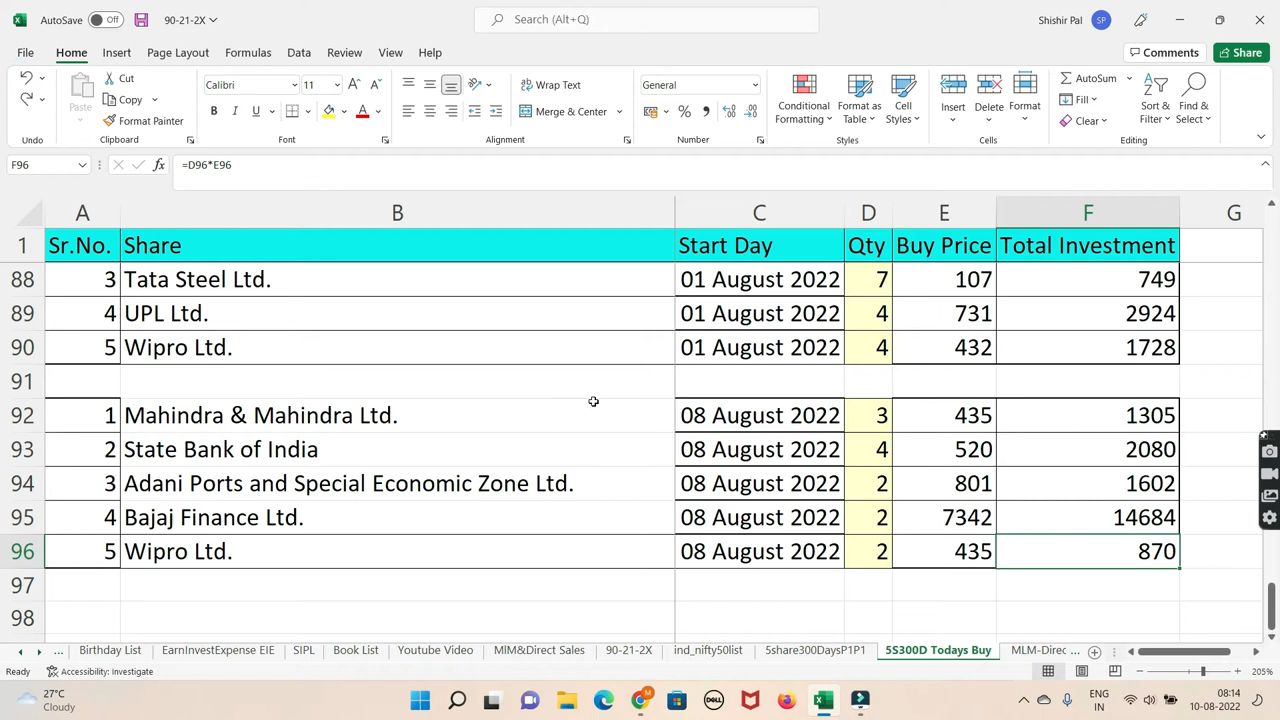 AutoSave Off 90-21-2X Search (Alt+Q) Shishir Pal SP
File Home Insert Page Layout Formulas Data Review View Help Comments Share
Undo
Paste
Cut
Copy
Format Painter
Clipboard
Calibri 11
B I U
Font
Wrap Text
Merge & Center
Alignment
General
Number
Conditional Formatting
Format as Table
Cell Styles
Styles
Insert Delete Format
Cells
AutoSum
Fill
Clear
Sort & Filter
Find & Select
Editing
F96 fx =D96*E96
A B C D E F G
1 Sr.No. Share Start Day Qty Buy Price Total Investment
88 3 Tata Steel Ltd. 01 August 2022 7 107 749
89 4 UPL Ltd. 01 August 2022 4 731 2924
90 5 Wipro Ltd. 01 August 2022 4 432 1728
91
92 1 Mahindra & Mahindra Ltd. 08 August 2022 3 435 1305
93 2 State Bank of India 08 August 2022 4 520 2080
94 3 Adani Ports and Special Economic Zone Ltd. 08 August 2022 2 801 1602
95 4 Bajaj Finance Ltd. 08 August 2022 2 7342 14684
96 5 Wipro Ltd. 08 August 2022 2 435 870
97
98
... Birthday List EarnInvestExpense EIE SIPL Book List Youtube Video MIM&Direct Sales 90-21-2X ind_nifty50list 5share300DaysP1P1 5S300D Todays Buy MLM-Direc ...
Ready Accessibility: Investigate 205%
27°C
Cloudy
DELL
ENG
IN
08:14
10-08-2022